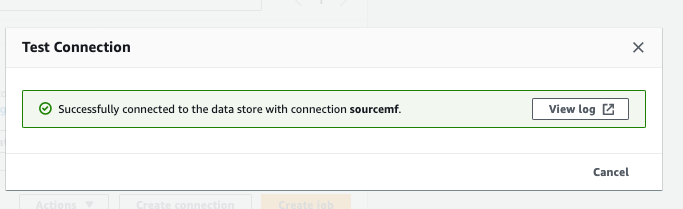 Test Connection
Successfully connected to the data store with connection sourcemf.
View log
Cancel
Actions
Create connection
Create job